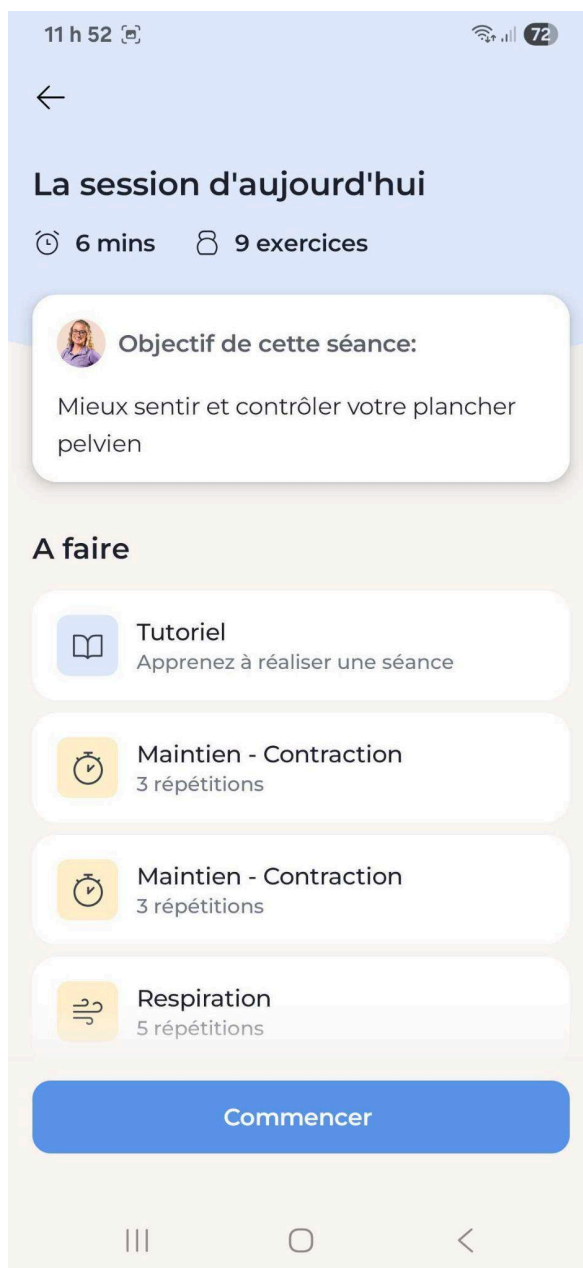 11 h 52
72
La session d'aujourd'hui
6 mins 9 exercices
Objectif de cette séance:
Mieux sentir et contrôler votre plancher
pelvien
A faire
Tutoriel
Apprenez à réaliser une séance
Maintien - Contraction
3 répétitions
Maintien - Contraction
3 répétitions
Respiration
5 répétitions
Commencer